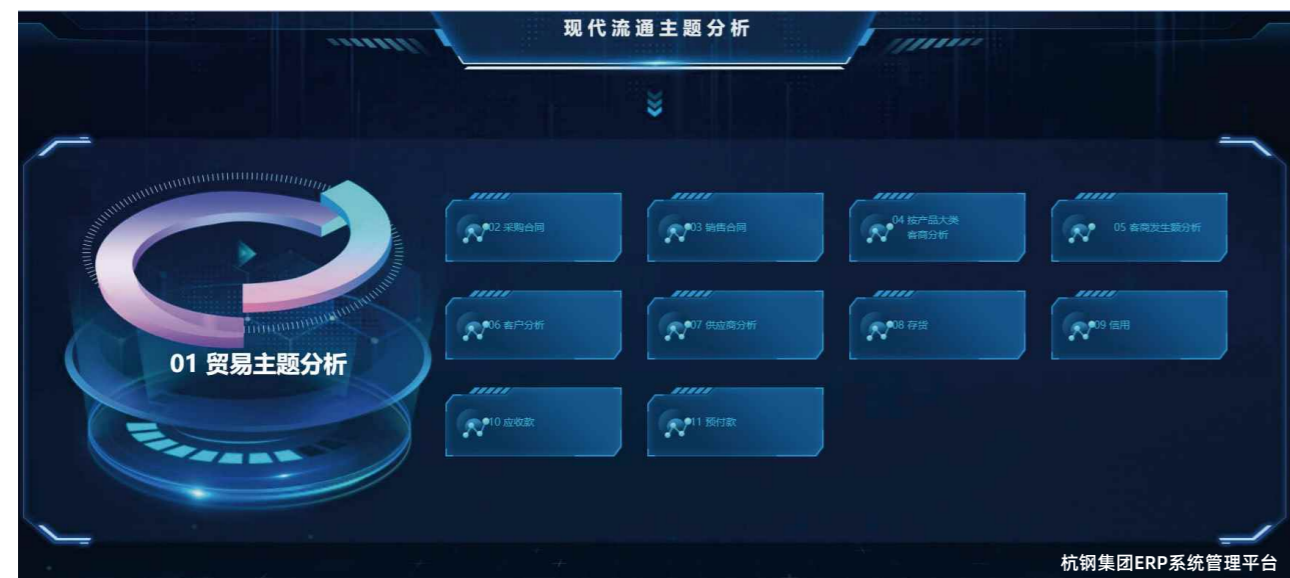 现代流通主题分析
01 贸易主题分析
02 采购合同
03 销售合同
04 按产品大类
客商分析
05 客商发生额分析
06 客户分析
07 供应商分析
08 存货
09 信用
10 应收款
11 预付款
杭钢集团ERP系统管理平台